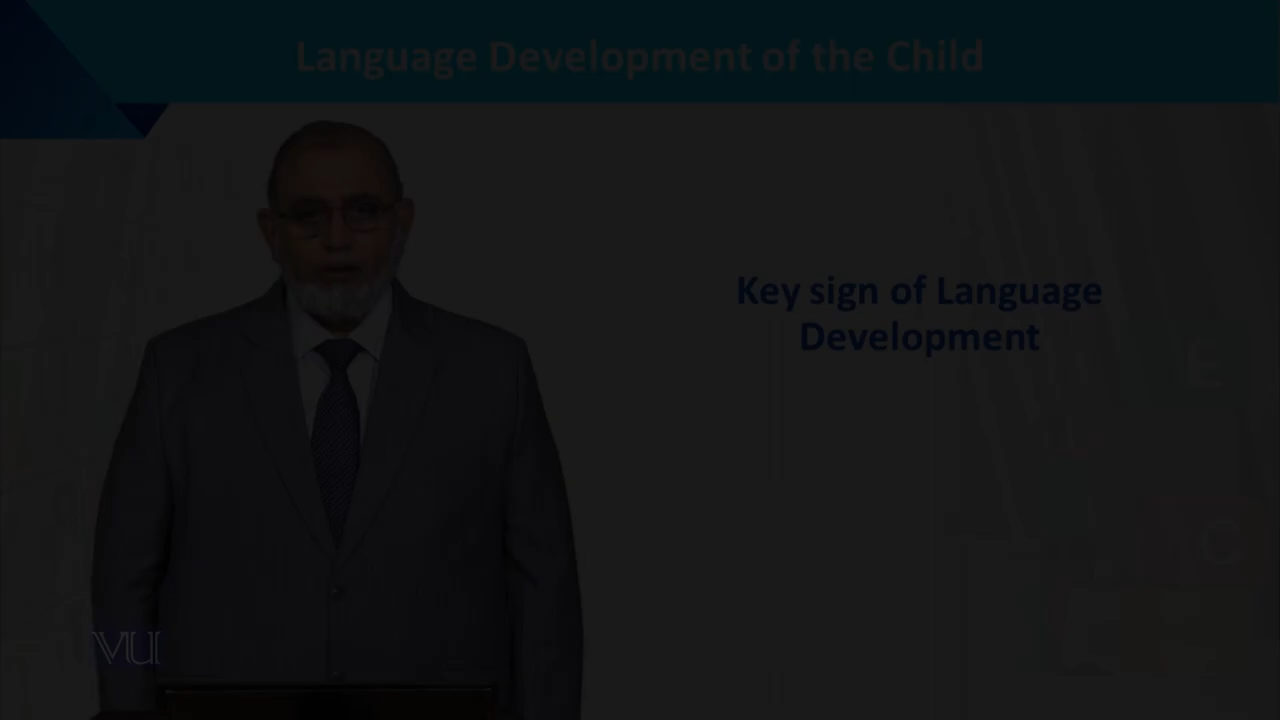 Language Development of the Child
Key sign of Language
Development
E
C
VU